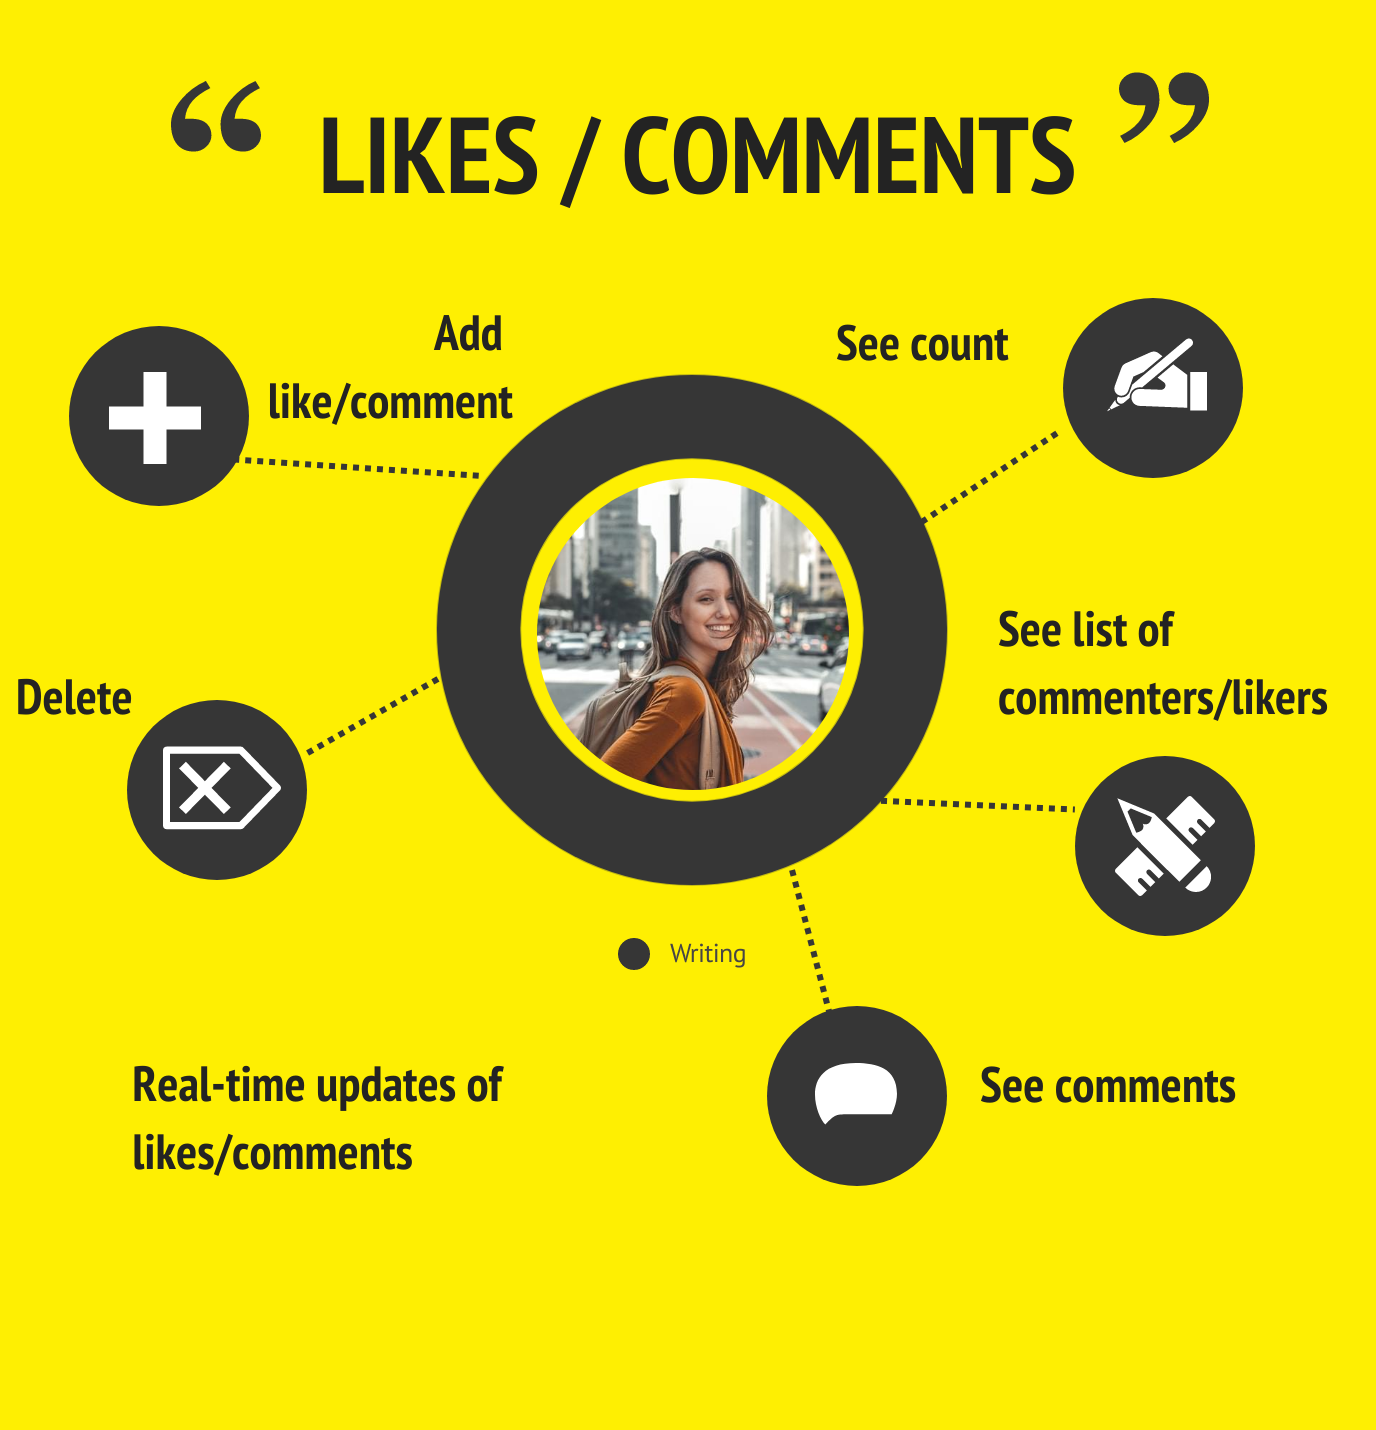 “ LIKES / COMMENTS ”
Add
like/comment
See count
See list of
commenters/likers
Delete
Writing
Real-time updates of
likes/comments
See comments